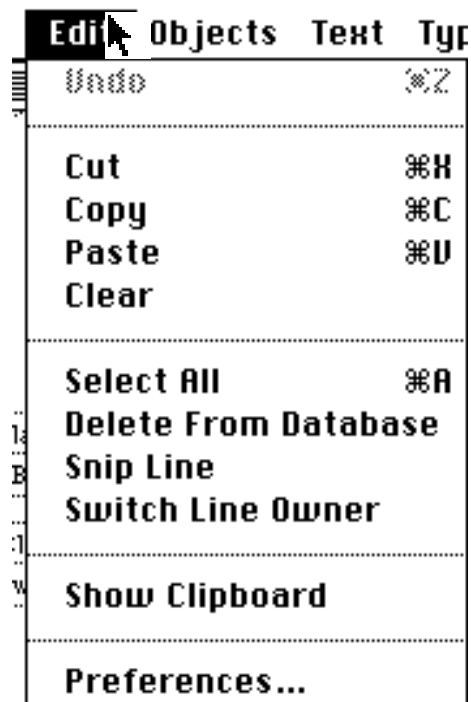 Edit Objects Text Typ
Undo ⌘Z
Cut ⌘X
Copy ⌘C
Paste ⌘V
Clear
Select All ⌘A
Delete From Database
Snip Line
Switch Line Owner
Show Clipboard
Preferences...